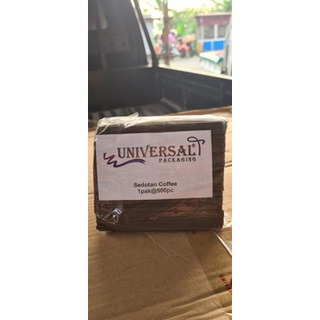 UNIVERSAL
PACKAGING
Sedotan Coffee
1pak@500pc